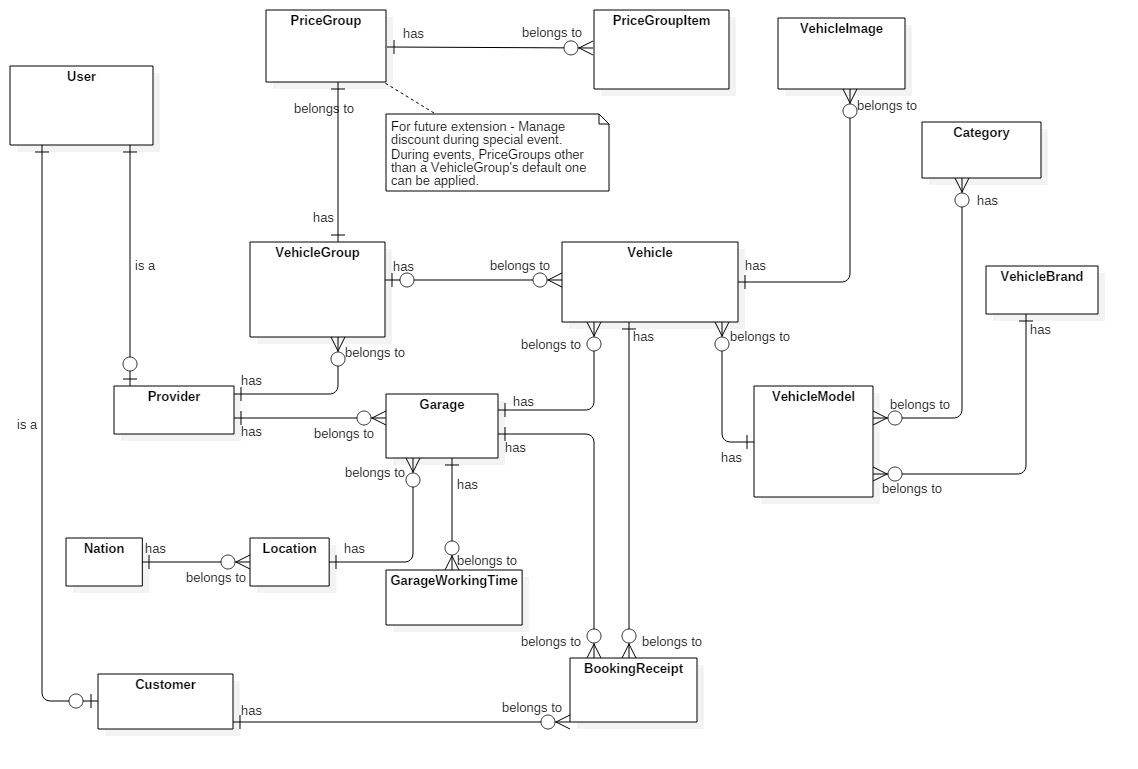 PriceGroup
has
belongs to
PriceGroupItem
VehicleImage
belongs to
User
belongs to
For future extension - Manage
discount during special event.
During events, PriceGroups other
than a VehicleGroup's default one
can be applied.
Category
has
has
VehicleGroup
has
belongs to
Vehicle
has
is a
VehicleBrand
has
belongs to
belongs to
has
belongs to
Provider
has
has
belongs to
Garage
has
has
VehicleModel
belongs to
has
belongs to
is a
belongs to
has
Nation
has
belongs to
Location
has
belongs to
GarageWorkingTime
belongs to
belongs to
BookingReceipt
Customer
has
belongs to